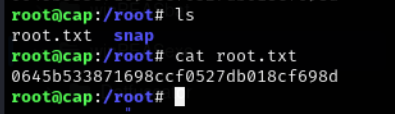 root@cap:/root# ls
root.txt  snap
root@cap:/root# cat root.txt
0645b533871698ccf0527db018cf698d
root@cap:/root#